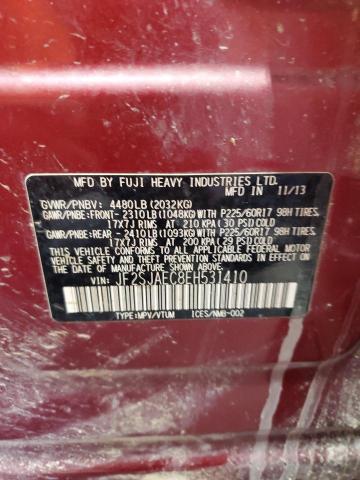 MFD. BY FUJI HEAVY INDUSTRIES LTD.
MFD. IN 11/13
GVWR/PNBV: 4480LB(2032KG)
GAWR/PNBE:FRONT- 2310LB(1048KG)WITH P225/60R17 98H TIRES,
17X7J RIMS AT 210 KPA (30 PSI)COLD
GAWR/PNBE:REAR - 2410LB(1093KG)WITH P225/60R17 98H TIRES,
17X7J RIMS AT 200 KPA (29 PSI)COLD
THIS VEHICLE CONFORMS TO ALL APPLICABLE FEDERAL MOTOR
VEHICLE SAFETY, BUMPER, AND THEFT PREVENTION STANDARDS
IN EFFECT ON THE DATE OF MANUFACTURE SHOWN ABOVE.
VIN: JF2SJAEC8EH531410
TYPE:MPV/VTUM ICES/NMB-002